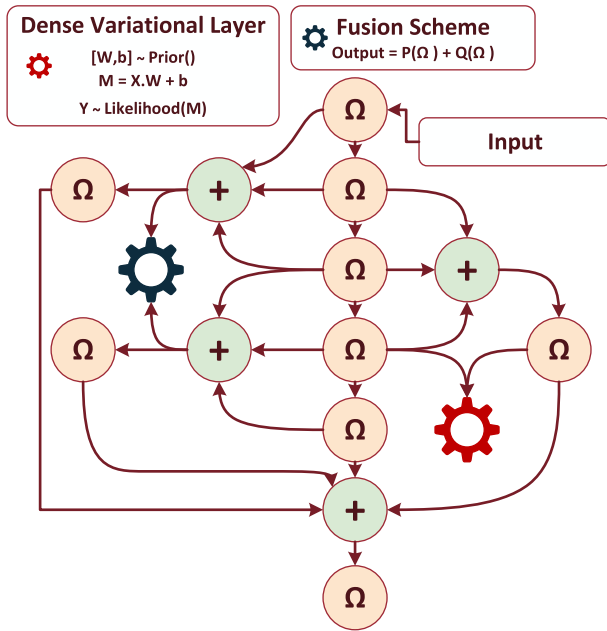 Dense Variational Layer
[W,b] ~ Prior()
M = X.W + b
Y ~ Likelihood(M)
Fusion Scheme
Output = P(Ω ) + Q(Ω )
Ω
Input
Ω
+
Ω
Ω
+
Ω
+
Ω
Ω
Ω
+
Ω